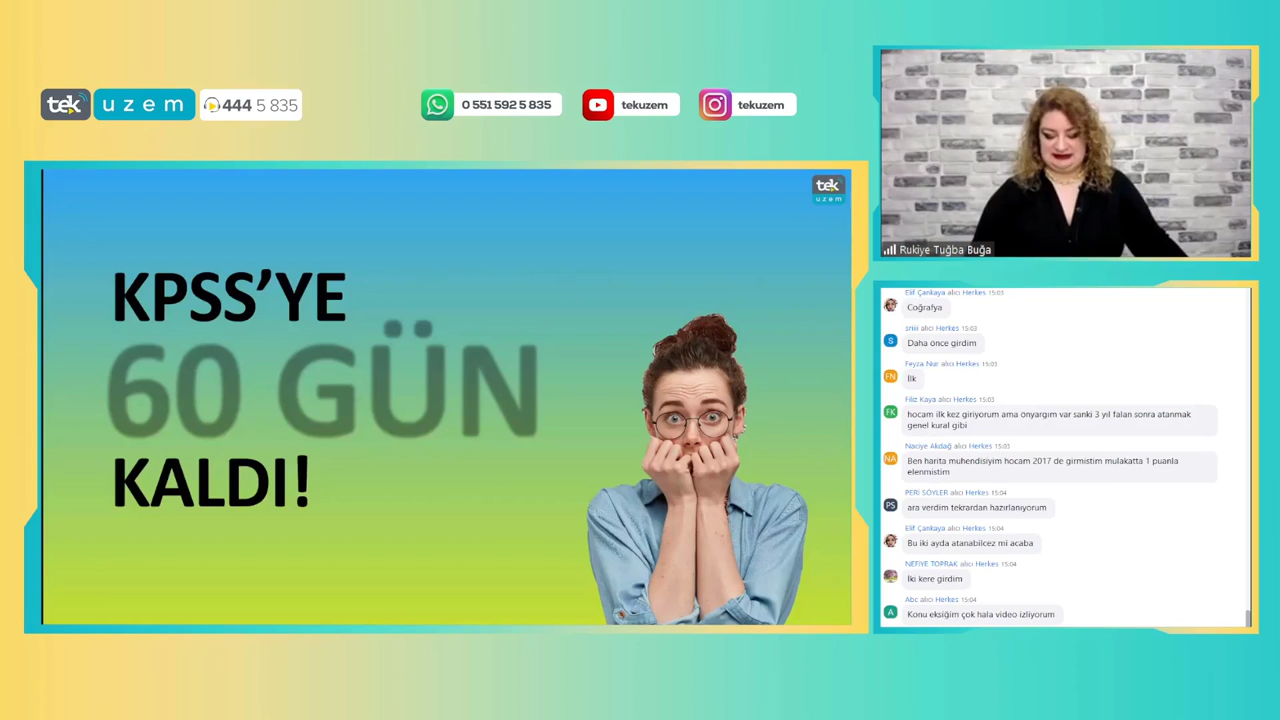 tek uzem 444 5 835
0 551 592 5 835
tekuzem
tekuzem
tek
uzem
KPSS'YE
60 GÜN
KALDI!
Rukiye Tuğba Buğa
Elif Çankaya alıcı Herkes 15:03
Coğrafya
S
sriiii alıcı Herkes 15:03
Daha önce girdim
FN
Feyza Nur alıcı Herkes 15:03
İlk
FK
Filiz Kaya alıcı Herkes 15:03
hocam ilk kez giriyorum ama önyargım var sanki 3 yıl falan sonra atanmak
genel kural gibi
NA
Naciye Akdağ alıcı Herkes 15:03
Ben harita muhendisiyim hocam 2017 de girmistim mulakatta 1 puanla
elenmistim
PS
PERİ SÖYLER alıcı Herkes 15:04
ara verdim tekrardan hazırlanıyorum
Elif Çankaya alıcı Herkes 15:04
Bu iki ayda atanabilcez mi acaba
NEFİYE TOPRAK alıcı Herkes 15:04
İki kere girdim
A
Abc alıcı Herkes 15:04
Konu eksiğim çok hala video izliyorum